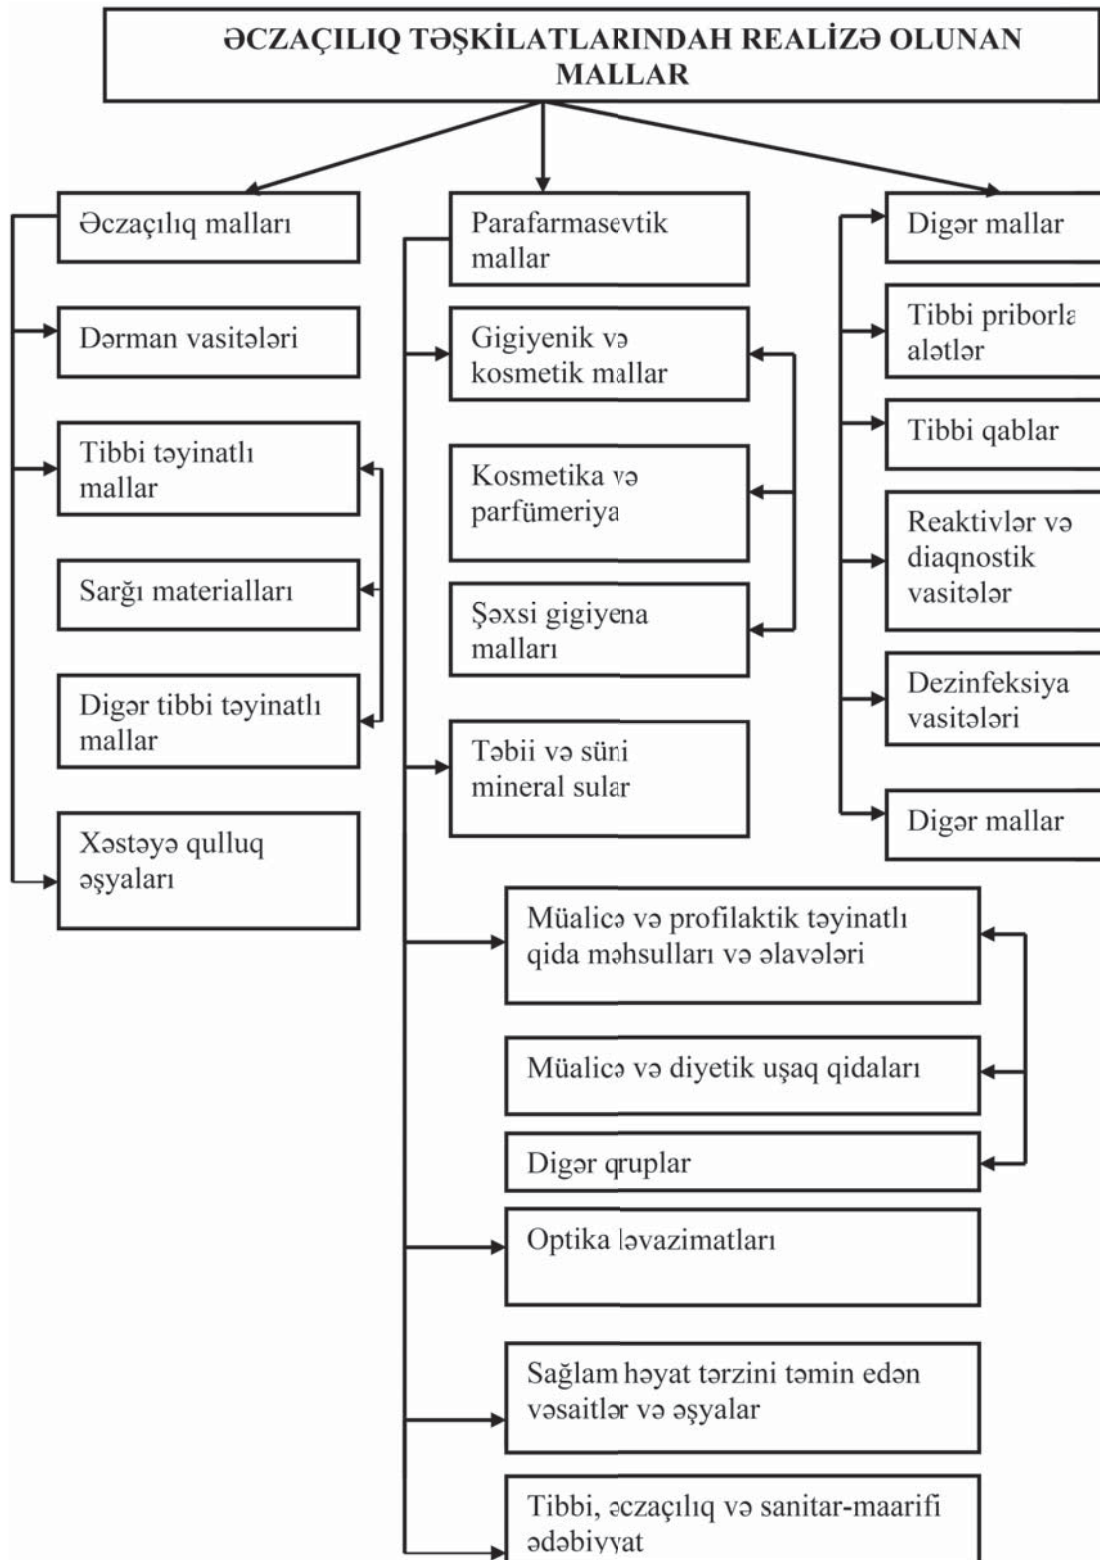 ƏCZAÇILIQ TƏŞKİLATLARINDAH REALİZƏ OLUNAN
MALLAR
Əczaçılıq malları
Dərman vasitələri
Tibbi təyinatlı
mallar
Sarğı materialları
Digər tibbi təyinatlı
mallar
Xəstəyə qulluq
əşyaları
Parafarmasevtik
mallar
Gigiyenik və
kosmetik mallar
Kosmetika və
parfümeriya
Şəxsi gigiyena
malları
Təbii və süni
mineral sular
Müalicə və profilaktik təyinatlı
qida məhsulları və əlavələri
Müalicə və diyetik uşaq qidaları
Digər qruplar
Optika ləvazimatları
Sağlam həyat tərzini təmin edən
vəsaitlər və əşyalar
Tibbi, əczaçılıq və sanitar-maarifi
ədəbiyyat
Digər mallar
Tibbi priborla
alətlər
Tibbi qablar
Reaktivlər və
diaqnostik
vasitələr
Dezinfeksiya
vasitələri
Digər mallar